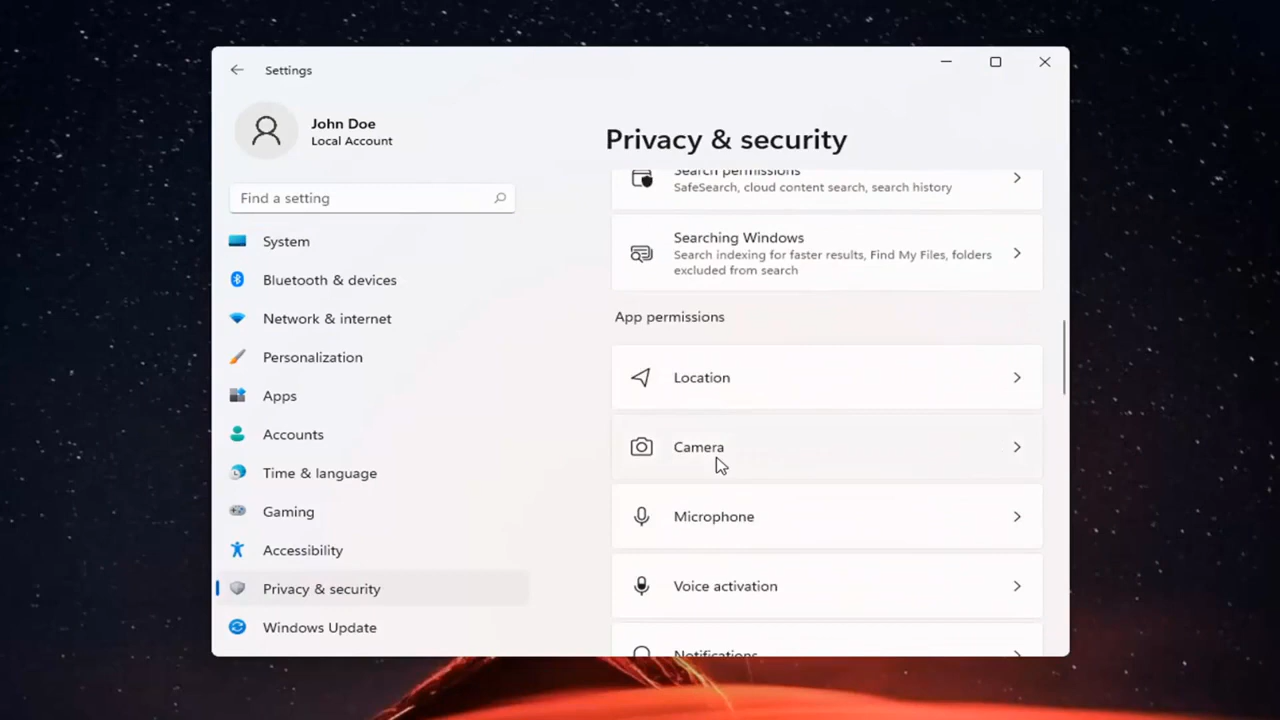 Settings
John Doe
Local Account
Find a setting
System
Bluetooth & devices
Network & internet
Personalization
Apps
Accounts
Time & language
Gaming
Accessibility
Privacy & security
Windows Update
Privacy & security
Search permissions
SafeSearch, cloud content search, search history
Searching Windows
Search indexing for faster results, Find My Files, folders
excluded from search
App permissions
Location
Camera
Microphone
Voice activation
Notifications